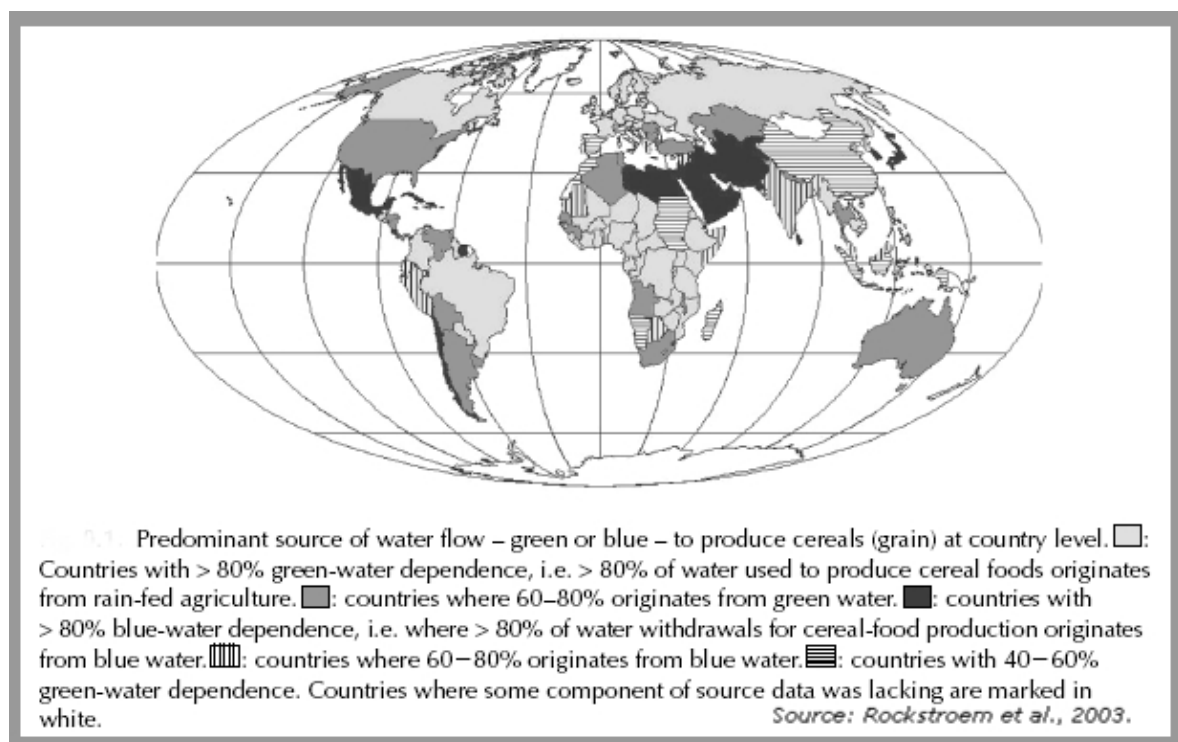 Predominant source of water flow – green or blue – to produce cereals (grain) at country level. :
Countries with > 80% green-water dependence, i.e. > 80% of water used to produce cereal foods originates
from rain-fed agriculture. : countries where 60–80% originates from green water. : countries with
> 80% blue-water dependence, i.e. where > 80% of water withdrawals for cereal-food production originates
from blue water. : countries where 60–80% originates from blue water. : countries with 40–60%
green-water dependence. Countries where some component of source data was lacking are marked in
white. Source: Rockstroem et al., 2003.